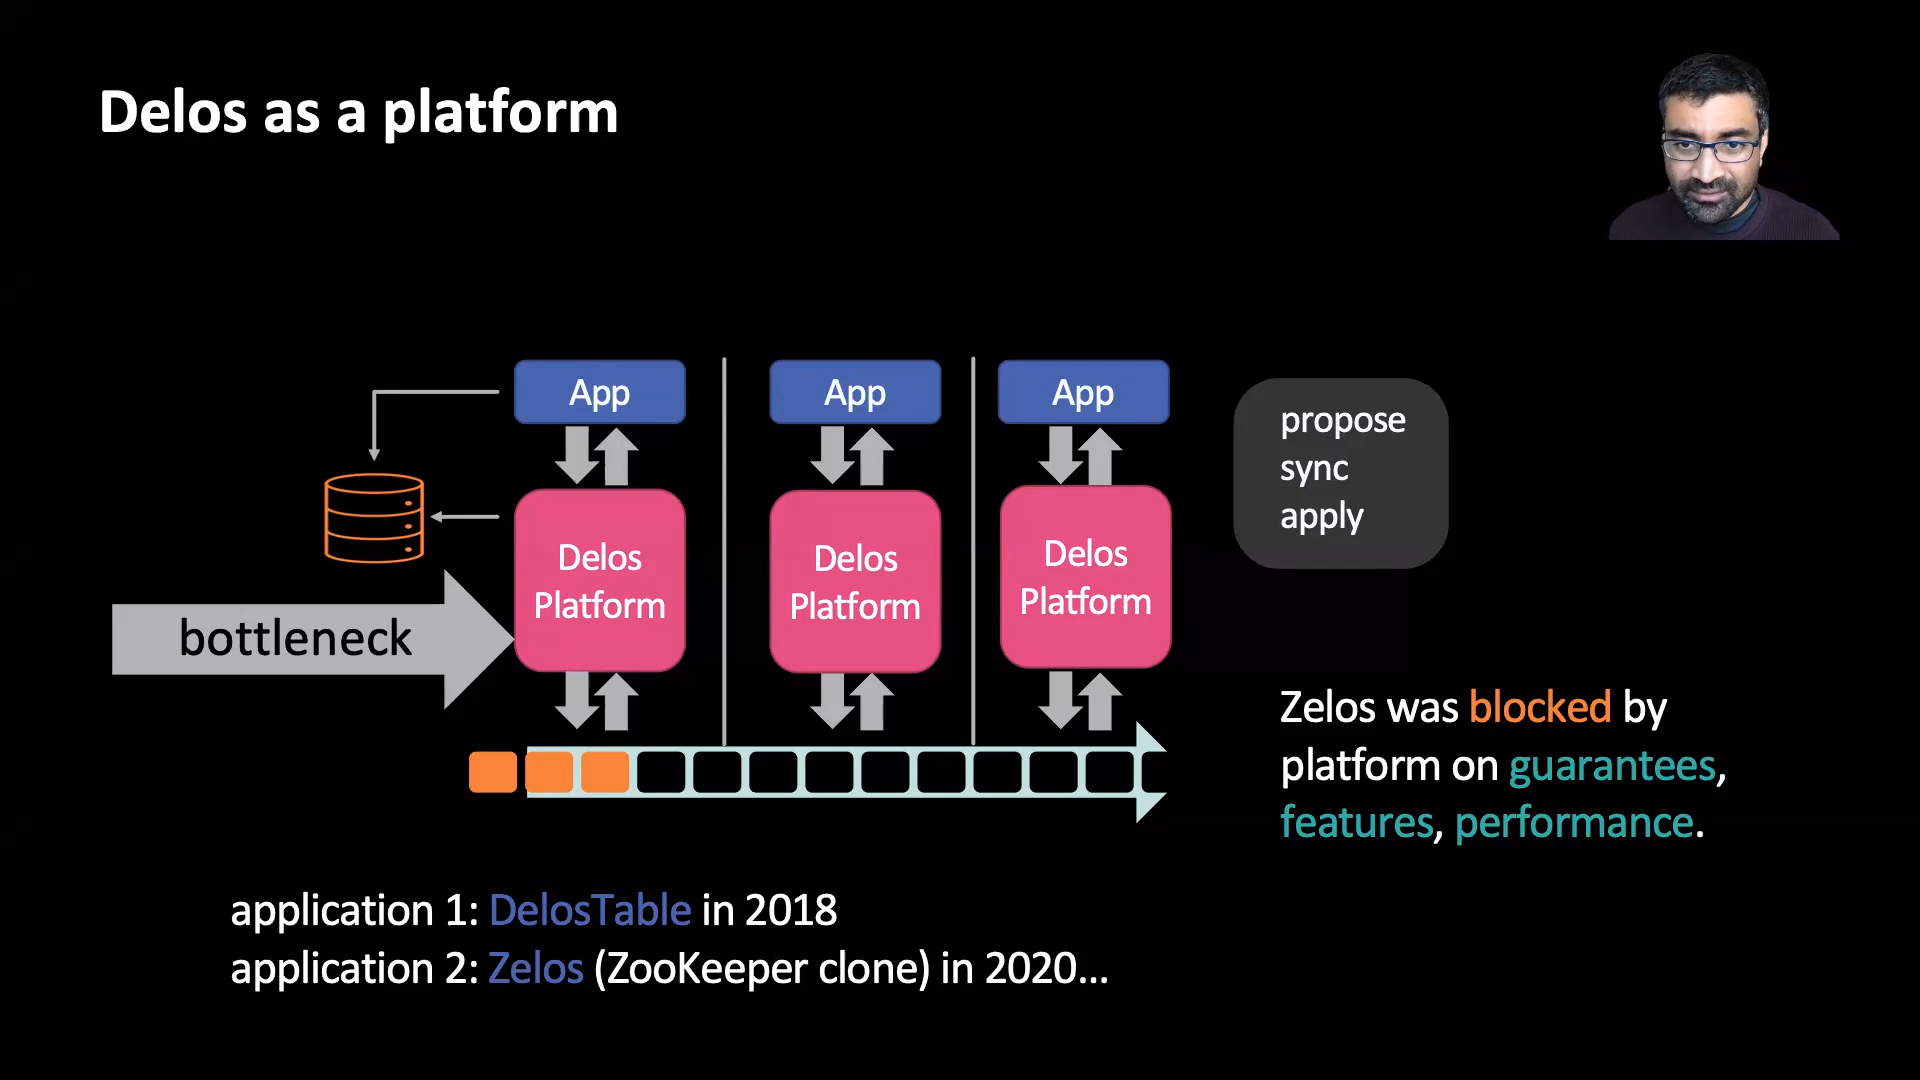 Delos as a platform
App
App
App
propose
sync
apply
Delos
Platform
Delos
Platform
Delos
Platform
bottleneck
Zelos was blocked by
platform on guarantees,
features, performance.
application 1: DelosTable in 2018
application 2: Zelos (ZooKeeper clone) in 2020...